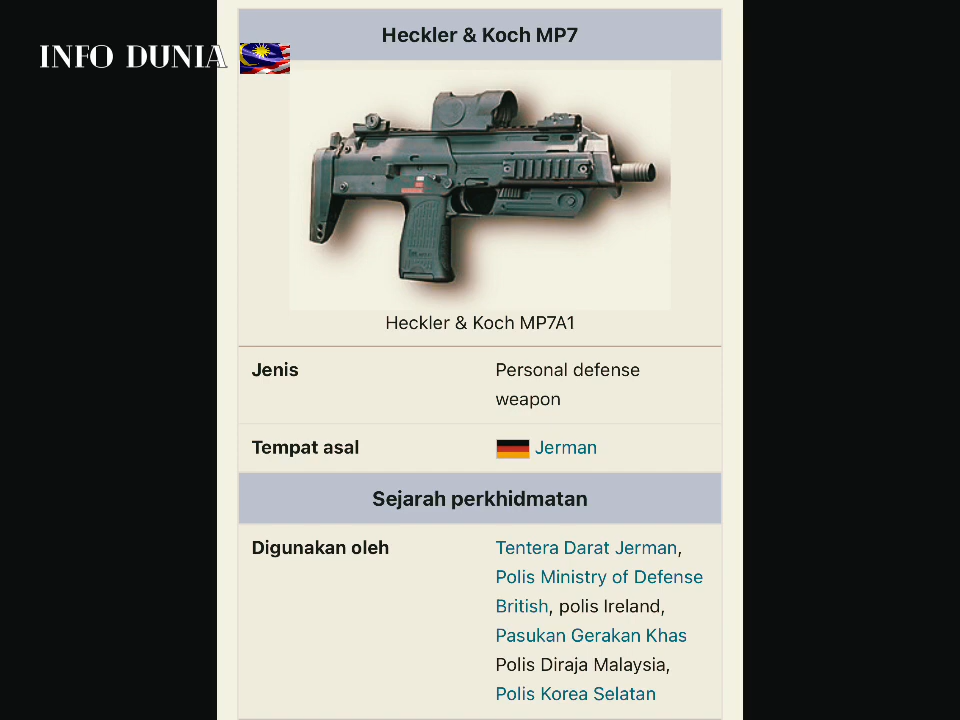 INFO DUNIA
Heckler & Koch MP7
Heckler & Koch MP7A1
Jenis
Personal defense
weapon
Tempat asal
Jerman
Sejarah perkhidmatan
Digunakan oleh
Tentera Darat Jerman,
Polis Ministry of Defense
British, polis Ireland,
Pasukan Gerakan Khas
Polis Diraja Malaysia,
Polis Korea Selatan